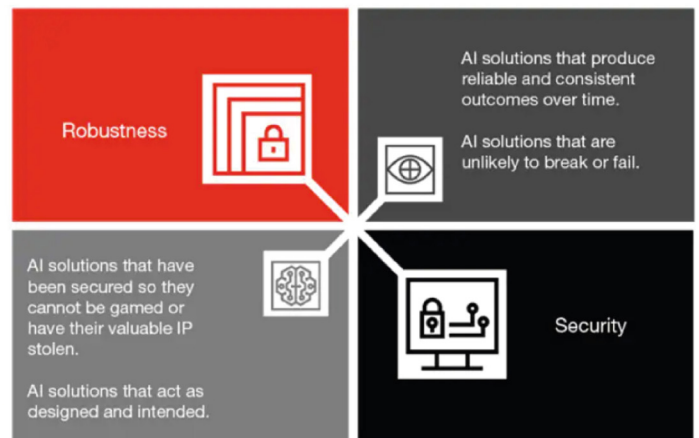 Robustness
AI solutions that produce
reliable and consistent
outcomes over time.
AI solutions that are
unlikely to break or fail.
AI solutions that have
been secured so they
cannot be gamed or
have their valuable IP
stolen.
AI solutions that act as
designed and intended.
Security